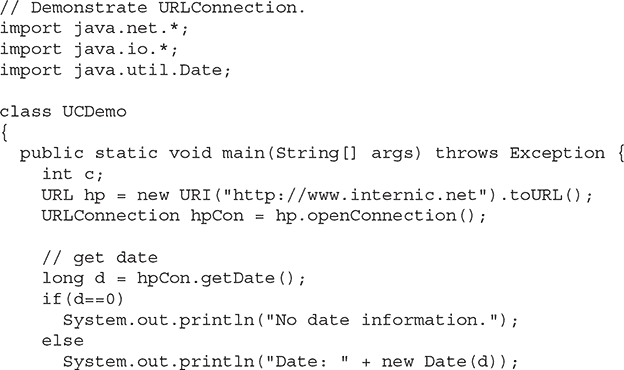 // Demonstrate URLConnection.
import java.net.*;
import java.io.*;
import java.util.Date;

class UCDemo
{
  public static void main(String[] args) throws Exception {
    int c;
    URL hp = new URI("http://www.internic.net").toURL();
    URLConnection hpCon = hp.openConnection();

    // get date
    long d = hpCon.getDate();
    if(d==0)
      System.out.println("No date information.");
    else
      System.out.println("Date: " + new Date(d));